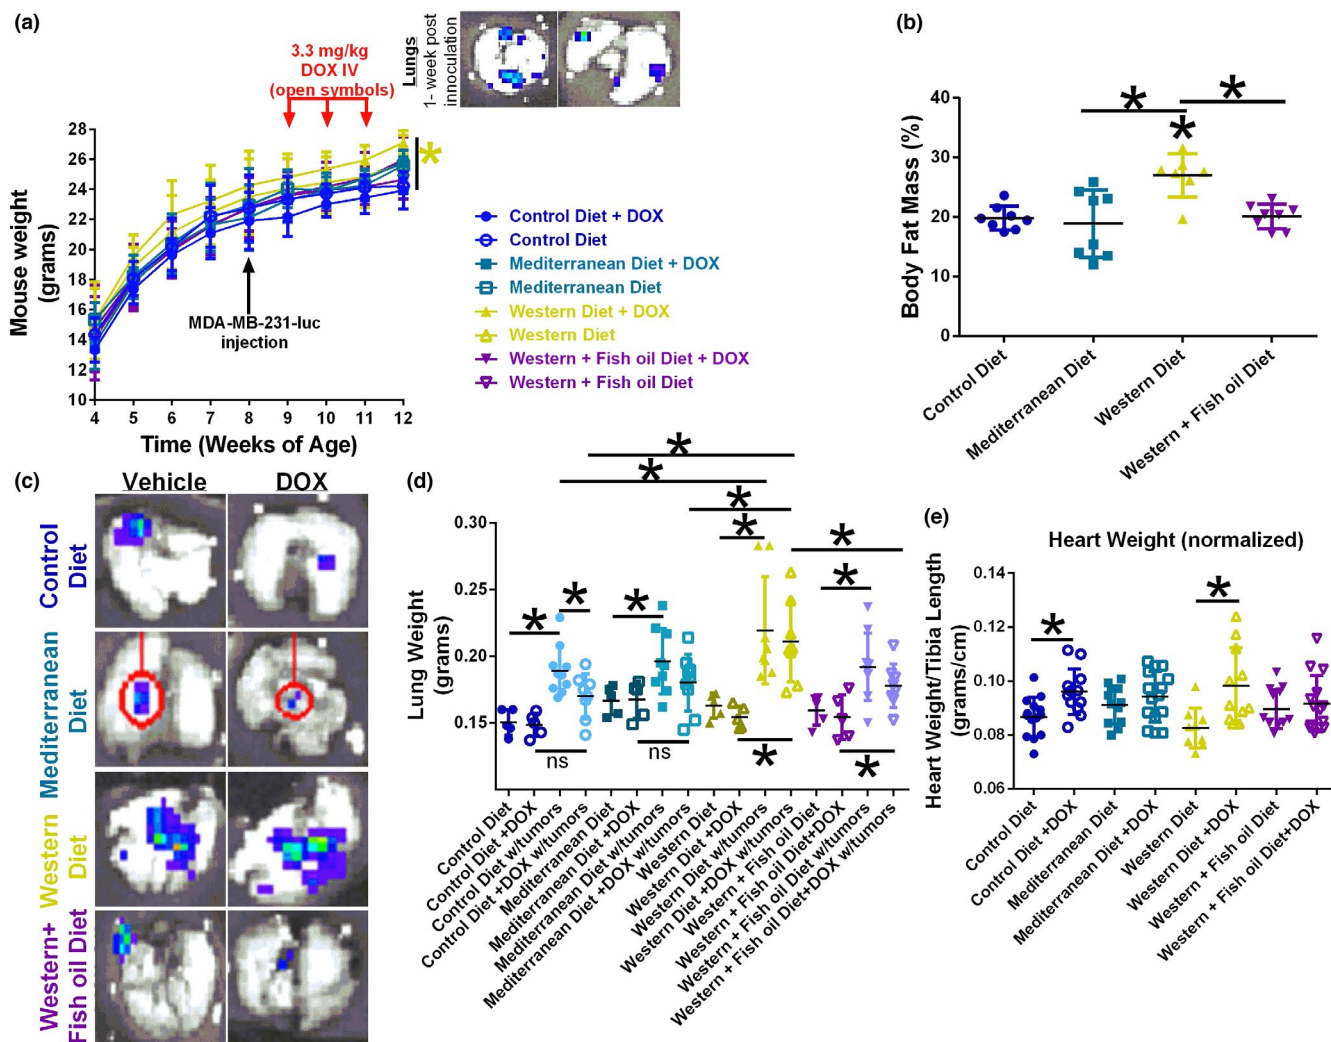 (a)
3.3 mg/kg
DOX IV
(open symbols)
Lungs
1- week post
innoculation
Mouse weight
(grams)
28
26
24
22
20
18
16
14
12
10
*
MDA-MB-231-luc
injection
4 5 6 7 8 9 10 11 12
Time (Weeks of Age)
Control Diet + DOX
Control Diet
Mediterranean Diet + DOX
Mediterranean Diet
Western Diet + DOX
Western Diet
Western + Fish oil Diet + DOX
Western + Fish oil Diet
(b)
Body Fat Mass (%)
40
30
20
10
0
* *
*
Control Diet
Mediterranean Diet
Western Diet
Western + Fish oil Diet
(c)
Vehicle DOX
Control
Diet
Mediterranean
Diet
Western
Diet
Western+
Fish oil Diet
(d)
Lung Weight
(grams)
0.30
0.25
0.20
0.15
*
*
*
*
*
*
*
*
*
ns
ns
*
*
Control Diet
Control Diet +DOX
Control Diet w/tumors
Control Diet +DOX w/tumors
Mediterranean Diet
Mediterranean Diet +DOX
Mediterranean Diet w/tumors
Mediterranean Diet +DOX w/tumors
Western Diet
Western Diet +DOX
Western Diet w/tumors
Western Diet +DOX w/tumors
Western + Fish oil Diet
Western + Fish oil Diet+DOX
Western + Fish oil Diet w/tumors
Western + Fish oil Diet+DOX w/tumors
(e)
Heart Weight (normalized)
Heart Weight/Tibia Length
(grams/cm)
0.14
0.12
0.10
0.08
0.06
*
*
Control Diet
Control Diet +DOX
Mediterranean Diet
Mediterranean Diet +DOX
Western Diet
Western Diet +DOX
Western + Fish oil Diet
Western + Fish oil Diet+DOX